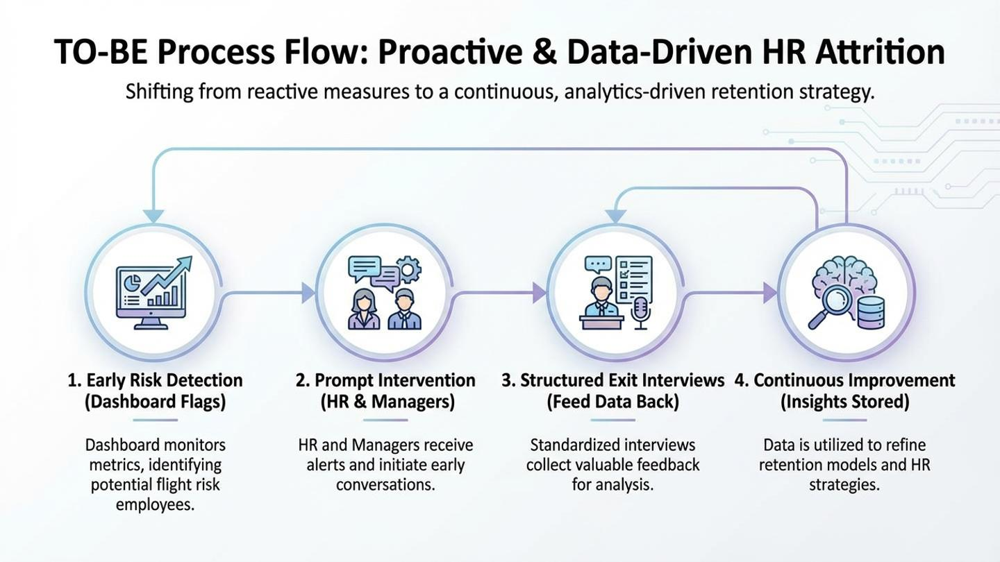 TO-BE Process Flow: Proactive & Data-Driven HR Attrition
Shifting from reactive measures to a continuous, analytics-driven retention strategy.
1. Early Risk Detection
(Dashboard Flags)
Dashboard monitors
metrics, identifying
potential flight risk
employees.
2. Prompt Intervention
(HR & Managers)
HR and Managers receive
alerts and initiate early
conversations.
3. Structured Exit Interviews
(Feed Data Back)
Standardized interviews
collect valuable feedback
for analysis.
4. Continuous Improvement
(Insights Stored)
Data is utilized to refine
retention models and HR
strategies.